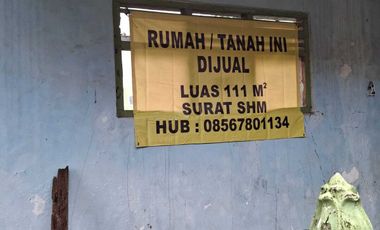 RUMAH / TANAH INI
DIJUAL
LUAS 111 M²
SURAT SHM
HUB : 08567801134